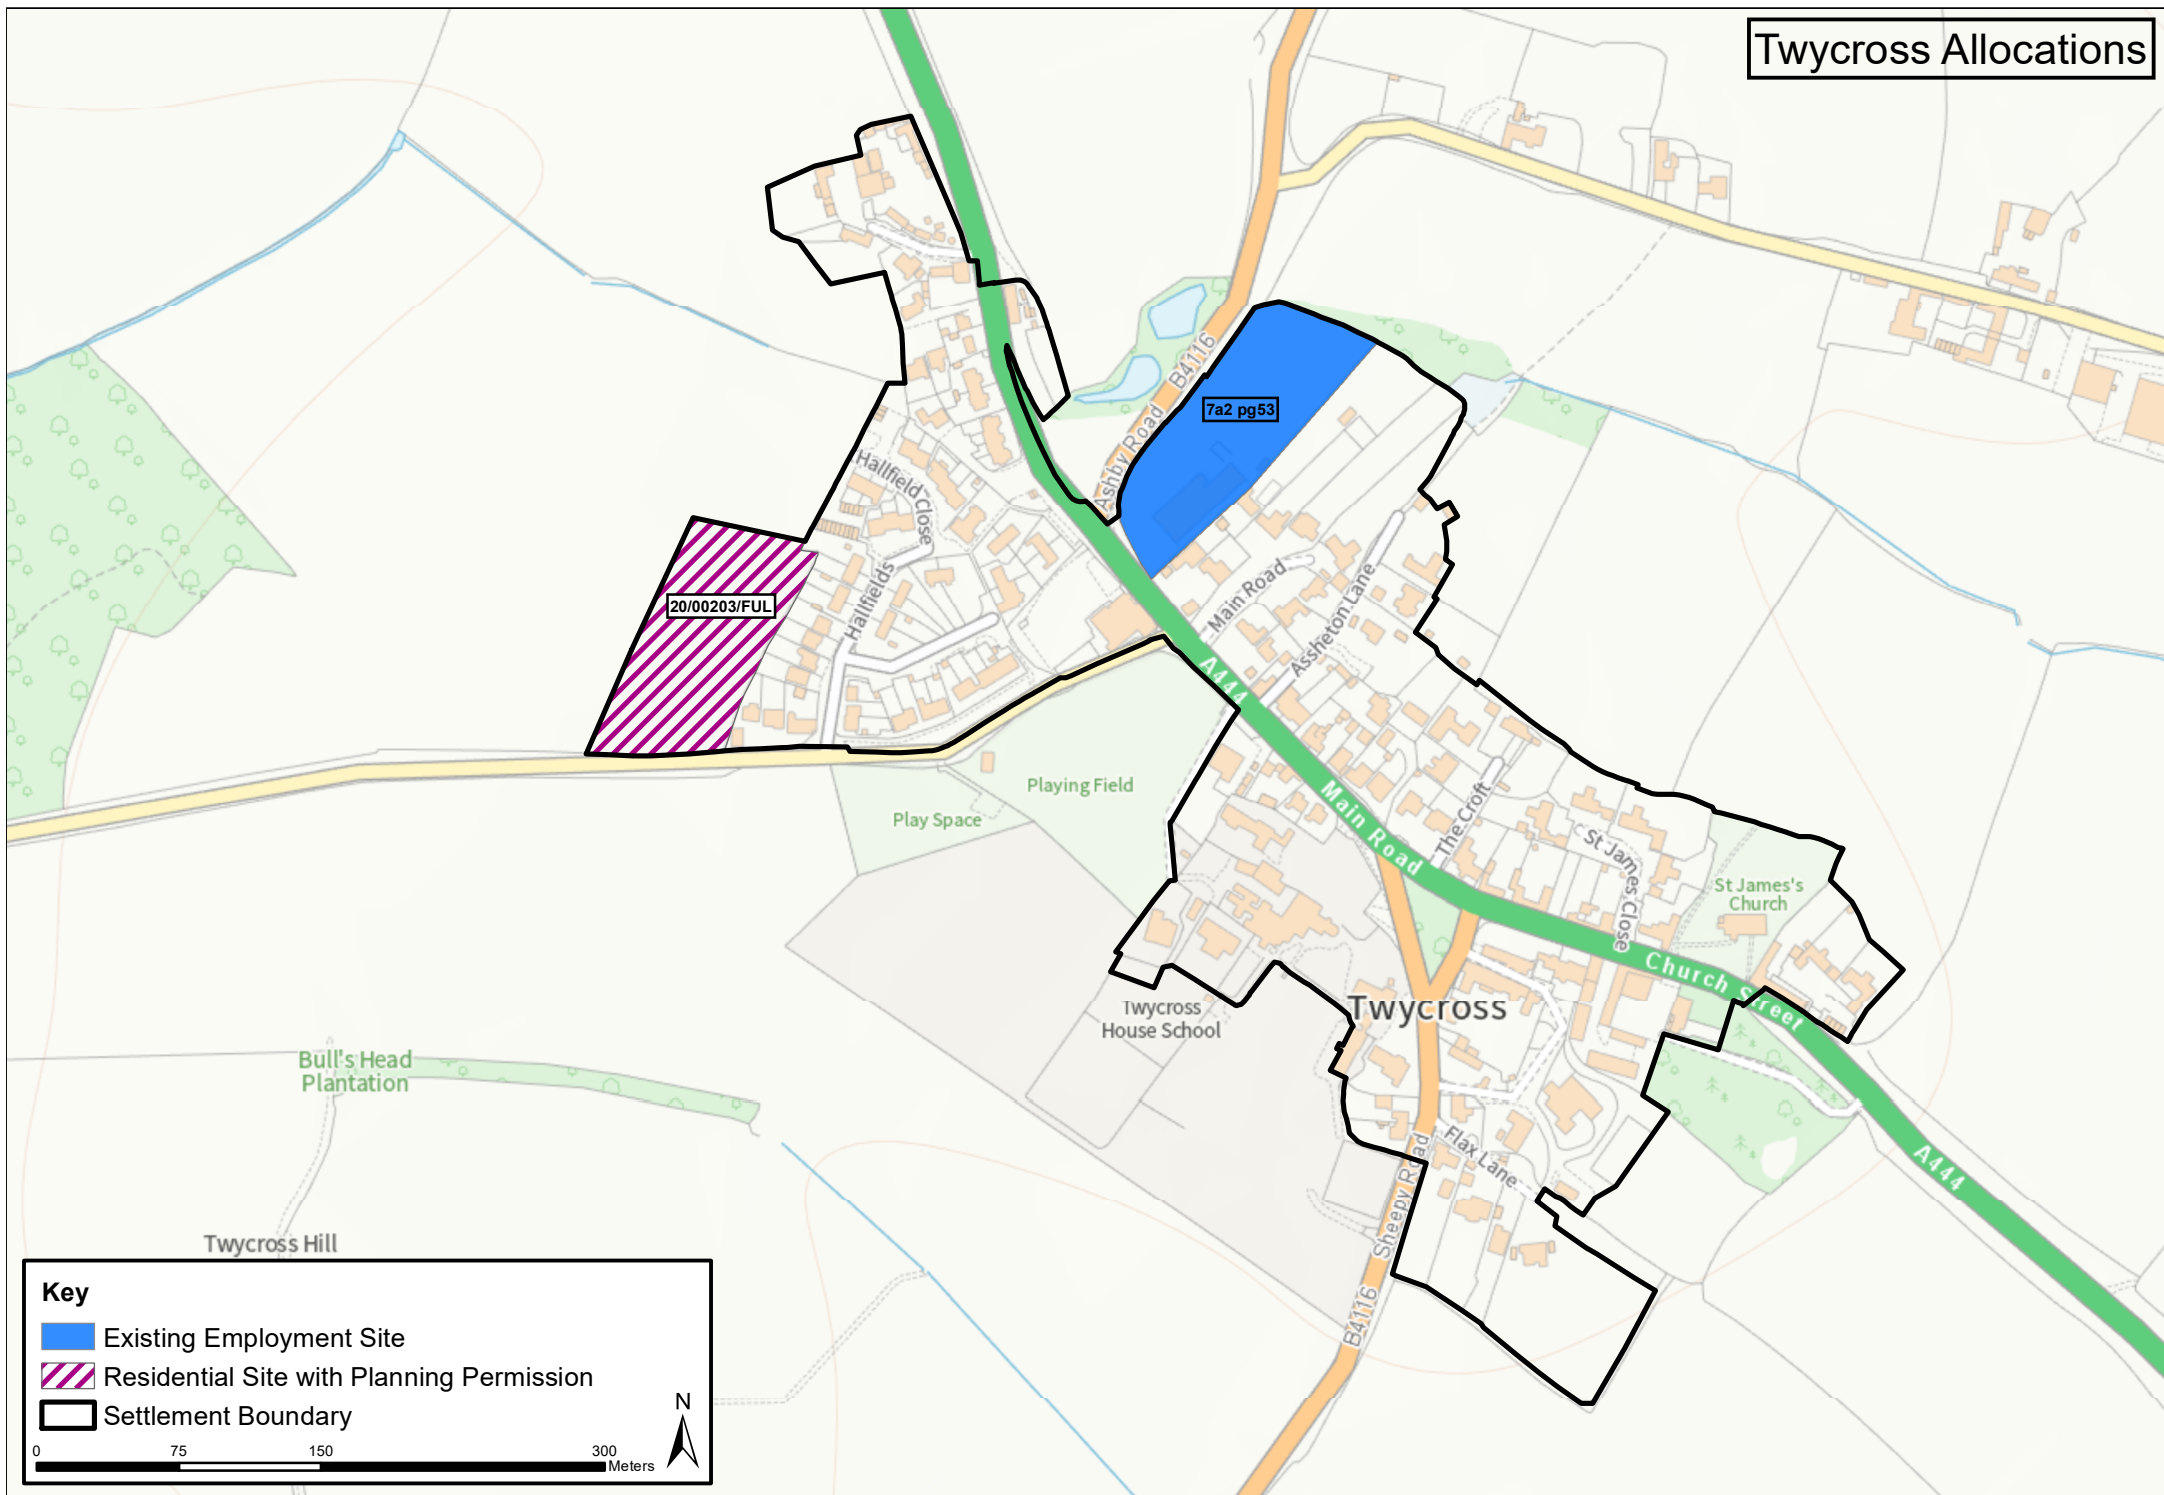 Twycross Allocations
B4116
Ashby Road
7a2 pg53
Hallfield Close
Hallfields
20/00203/FUL
Main Road
Assheton Lane
A444
Playing Field
Play Space
Main Road
The Croft
St James Close
St James's
Church
Church Street
Twycross
Twycross
House School
Bull's Head
Plantation
Flax Lane
Sheepy Road
A444
Twycross Hill
B4116
Key
Existing Employment Site
Residential Site with Planning Permission
Settlement Boundary
N
0 75 150 300
Meters